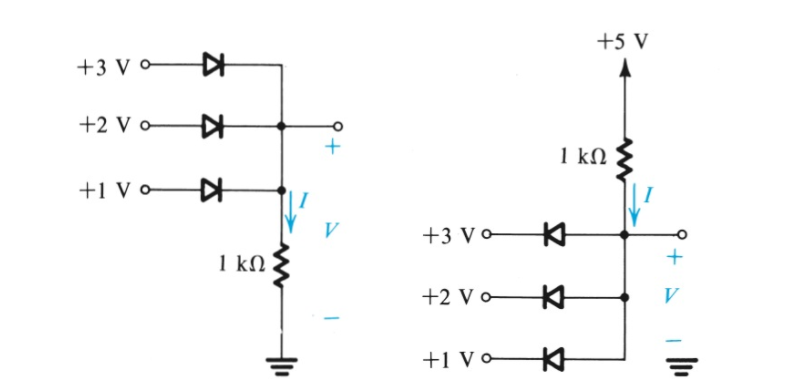 +3 V
+2 V
+
+1 V
I
V
1 kΩ
−
+5 V
1 kΩ
I
+3 V
+
+2 V
V
−
+1 V